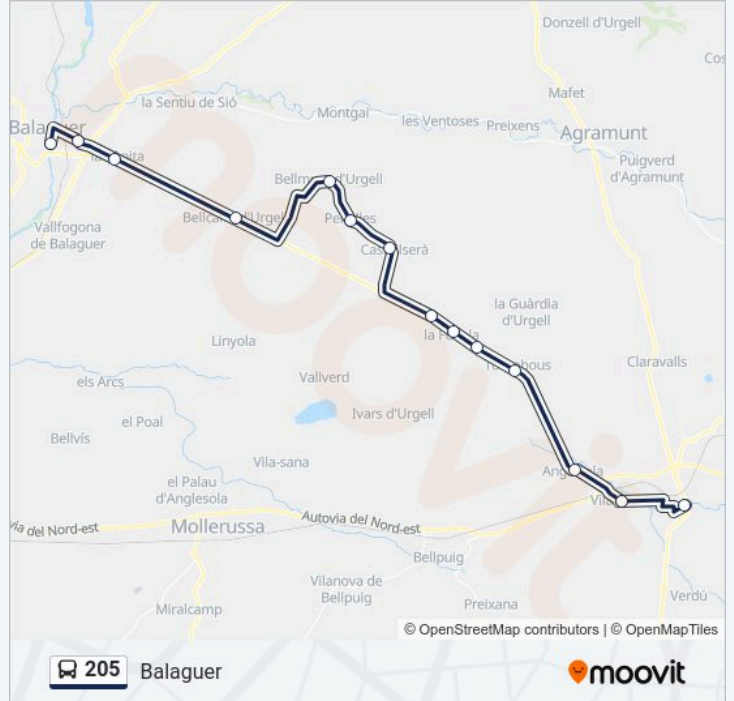 Donzell d'Urgell
Cos
Mafet
la Sentiu de Sió
Montgai
les Ventoses
Preixens
Agramunt
Balaguer
Puigverd
d'Agramunt
Bellcaire d'Urgell
Vallfogona
de Balaguer
la Guàrdia
d'Urgell
Linyola
Claravalls
Vallverd
els Arcs
Ivars d'Urgell
el Poal
Bellvís
Vila-sana
el Palau
d'Anglesola
Autovia del Nord-est
via del Nord-est
Mollerussa
Bellpuig
Vilanova de
Bellpuig
Verdú
Preixana
Miralcamp
moovit
© OpenStreetMap contributors | © OpenMapTiles
205 Balaguer
moovit